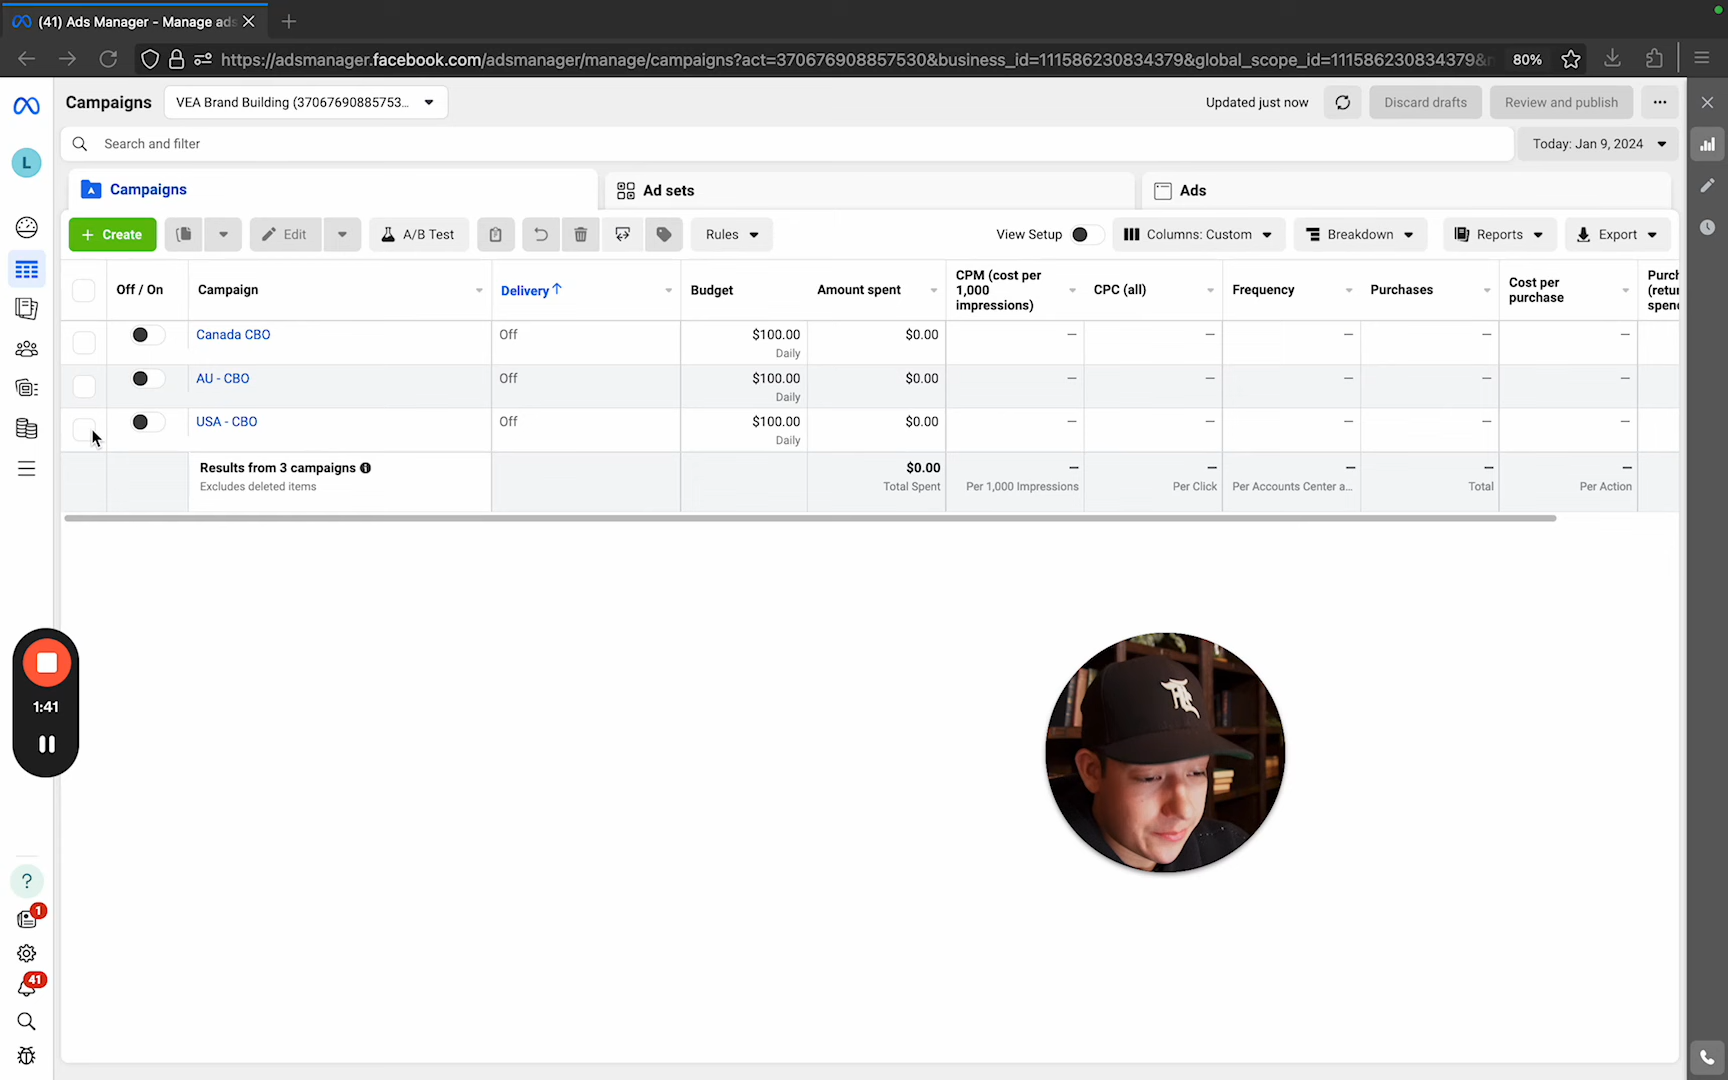 (41) Ads Manager - Manage ads
https://adsmanager.facebook.com/adsmanager/manage/campaigns?act=370676908857530&business_id=111586230834379&global_scope_id=111586230834379&
80%
Campaigns
VEA Brand Building (37067690885753...
Updated just now
Discard drafts
Review and publish
L
Search and filter
Today: Jan 9, 2024
Campaigns
Ad sets
Ads
+ Create
Edit
A/B Test
Rules
View Setup
Columns: Custom
Breakdown
Reports
Export
Off / On
Campaign
Delivery ↑
Budget
Amount spent
CPM (cost per 1,000 impressions)
CPC (all)
Frequency
Purchases
Cost per purchase
Purch
(retur
spend
Canada CBO
Off
$100.00
Daily
$0.00
— — — — —
AU - CBO
Off
$100.00
Daily
$0.00
— — — — —
USA - CBO
Off
$100.00
Daily
$0.00
— — — — —
Results from 3 campaigns
Excludes deleted items
$0.00
Total Spent
—
Per 1,000 Impressions
—
Per Click
—
Per Accounts Center a...
—
Total
—
Per Action
1:41
?
1
41